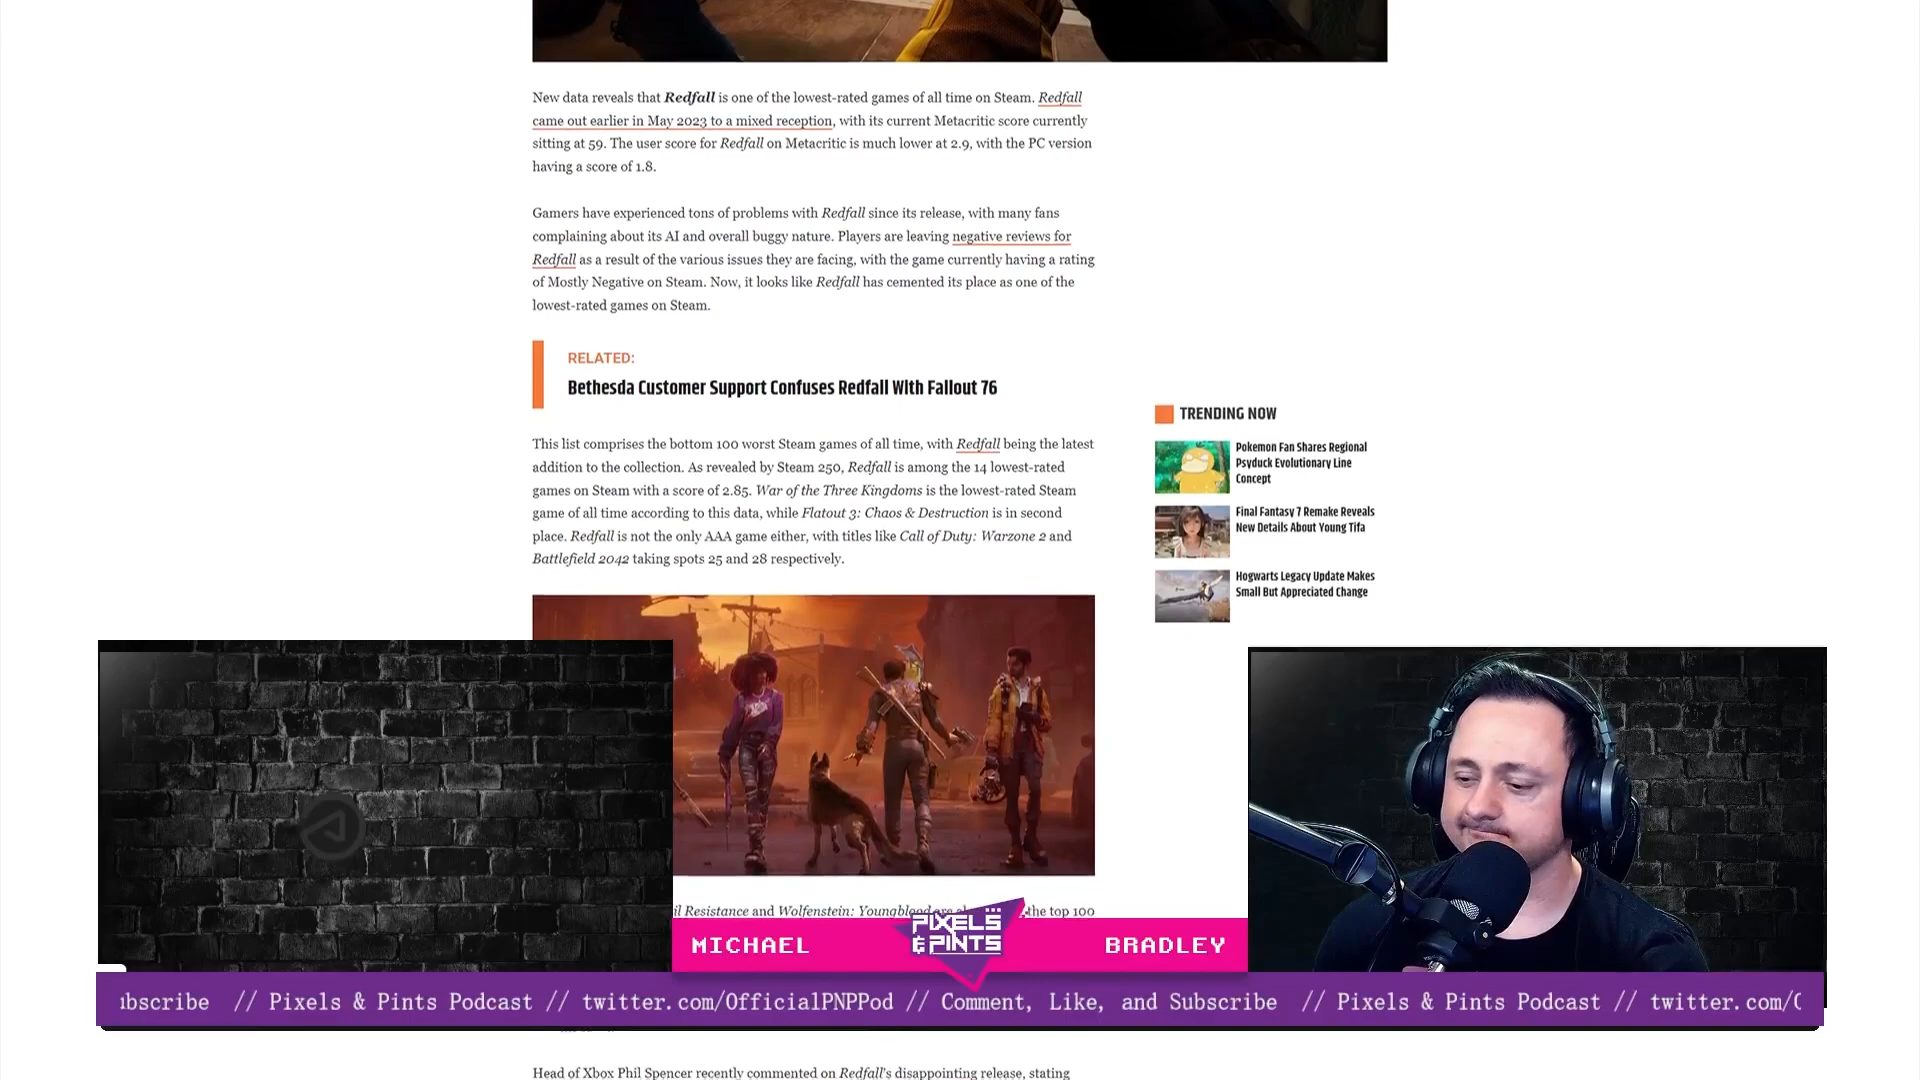 New data reveals that Redfall is one of the lowest-rated games of all time on Steam. Redfall
came out earlier in May 2023 to a mixed reception, with its current Metacritic score currently
sitting at 59. The user score for Redfall on Metacritic is much lower at 2.9, with the PC version
having a score of 1.8.
Gamers have experienced tons of problems with Redfall since its release, with many fans
complaining about its AI and overall buggy nature. Players are leaving negative reviews for
Redfall as a result of the various issues they are facing, with the game currently having a rating
of Mostly Negative on Steam. Now, it looks like Redfall has cemented its place as one of the
lowest-rated games on Steam.
RELATED:
Bethesda Customer Support Confuses Redfall With Fallout 76
This list comprises the bottom 100 worst Steam games of all time, with Redfall being the latest
addition to the collection. As revealed by Steam 250, Redfall is among the 14 lowest-rated
games on Steam with a score of 2.85. War of the Three Kingdoms is the lowest-rated Steam
game of all time according to this data, while Flatout 3: Chaos & Destruction is in second
place. Redfall is not the only AAA game either, with titles like Call of Duty: Warzone 2 and
Battlefield 2042 taking spots 25 and 28 respectively.
TRENDING NOW
Pokemon Fan Shares Regional
Psyduck Evolutionary Line
Concept
Final Fantasy 7 Remake Reveals
New Details About Young Tifa
Hogwarts Legacy Update Makes
Small But Appreciated Change
il Resistance and Wolfenstein: Youngblood the top 100
MICHAEL
PIXELS
& PINTS
BRADLEY
ubscribe // Pixels & Pints Podcast // twitter.com/OfficialPNPPod // Comment, Like, and Subscribe // Pixels & Pints Podcast // twitter.com/
Head of Xbox Phil Spencer recently commented on Redfall's disappointing release, stating